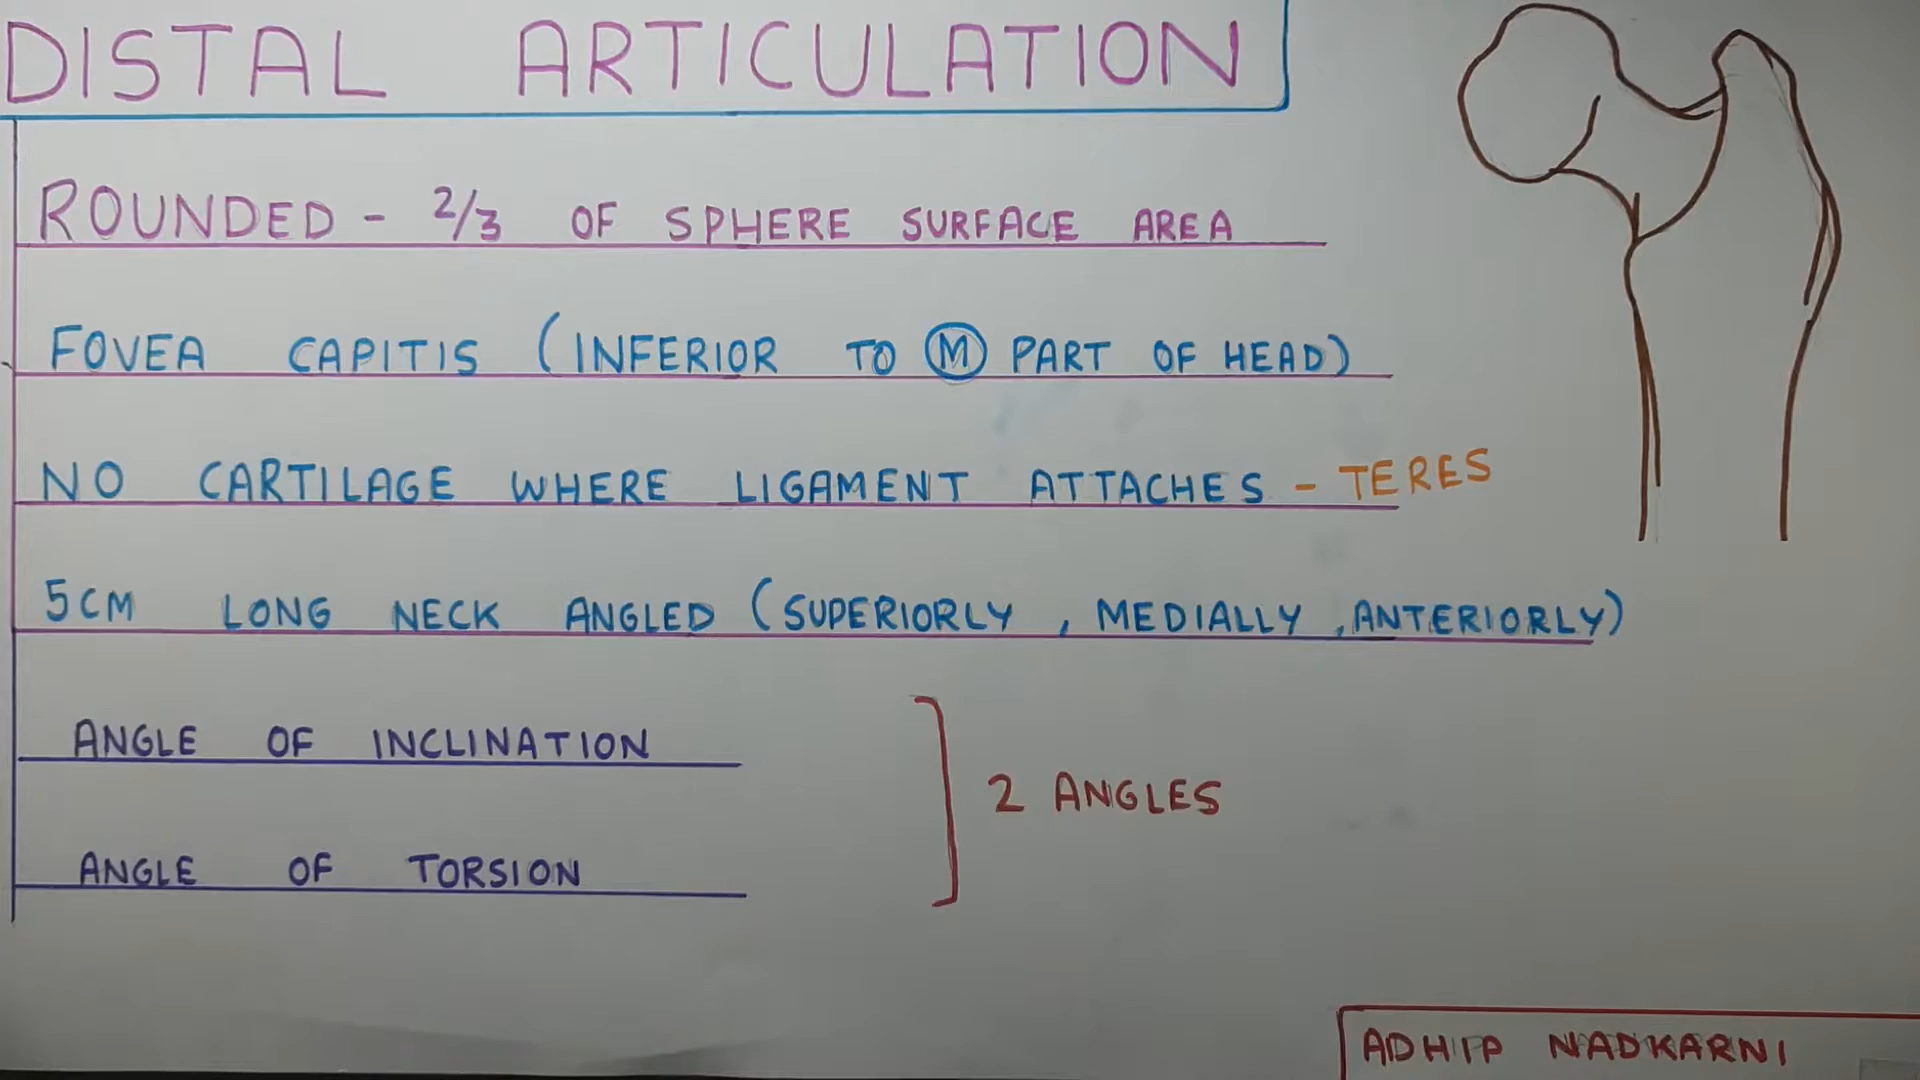 DISTAL ARTICULATION
ROUNDED - 2/3 OF SPHERE SURFACE AREA
FOVEA CAPITIS (INFERIOR TO M PART OF HEAD)
NO CARTILAGE WHERE LIGAMENT ATTACHES - TERES
5CM LONG NECK ANGLED (SUPERIORLY, MEDIALLY, ANTERIORLY)
ANGLE OF INCLINATION
2 ANGLES
ANGLE OF TORSION
ADHIP NADKARNI